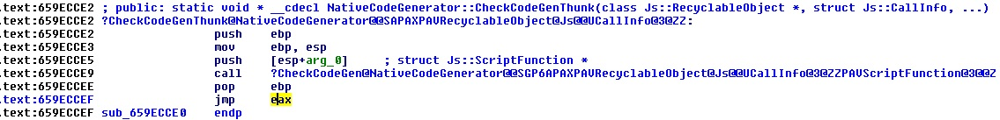 .text:659ECCE2 ; public: static void * __cdecl NativeCodeGenerator::CheckCodeGenThunk(class Js::RecyclableObject *, struct Js::CallInfo, ...)
.text:659ECCE2 ?CheckCodeGenThunk@NativeCodeGenerator@@SAPAXPAVRecyclableObject@Js@@UCallInfo@3@ZZ:
.text:659ECCE2 push ebp
.text:659ECCE3 mov ebp, esp
.text:659ECCE5 push [esp+arg_0] ; struct Js::ScriptFunction *
.text:659ECCE9 call ?CheckCodeGen@NativeCodeGenerator@@SGP6APAXPAVRecyclableObject@Js@@UCallInfo@3@ZZPAVScriptFunction@3@@Z
.text:659ECCEE pop ebp
.text:659ECCEF jmp eax
.text:659ECCEF sub_659ECCE0 endp